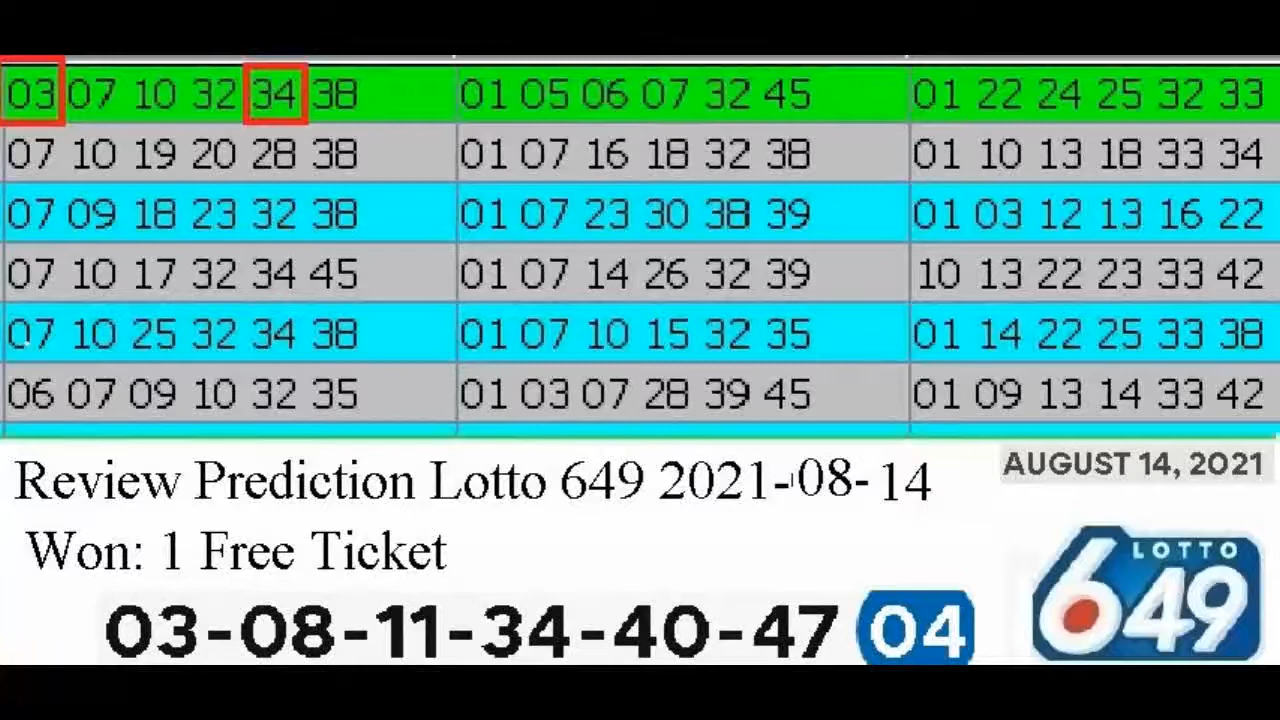 03 07 10 32 34 38 01 05 06 07 32 45 01 22 24 25 32 33
07 10 19 20 28 38 01 07 16 18 32 38 01 10 13 18 33 34
07 09 18 23 32 38 01 07 23 30 38 39 01 03 12 13 16 22
07 10 17 32 34 45 01 07 14 26 32 39 10 13 22 23 33 42
07 10 25 32 34 38 01 07 10 15 32 35 01 14 22 25 33 38
06 07 09 10 32 35 01 03 07 28 39 45 01 09 13 14 33 42
Review Prediction Lotto 649 2021-08-14
AUGUST 14, 2021
Won: 1 Free Ticket
LOTTO
649
03-08-11-34-40-47 04